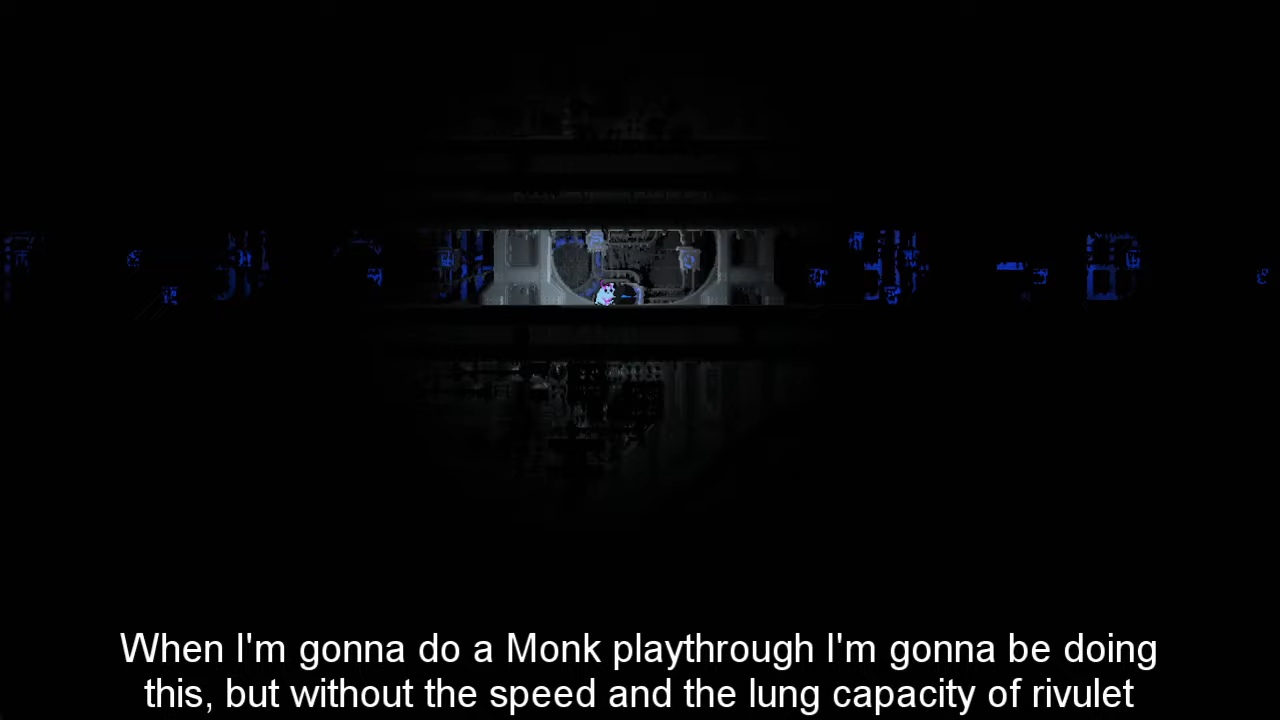 When I'm gonna do a Monk playthrough I'm gonna be doing
this, but without the speed and the lung capacity of rivulet